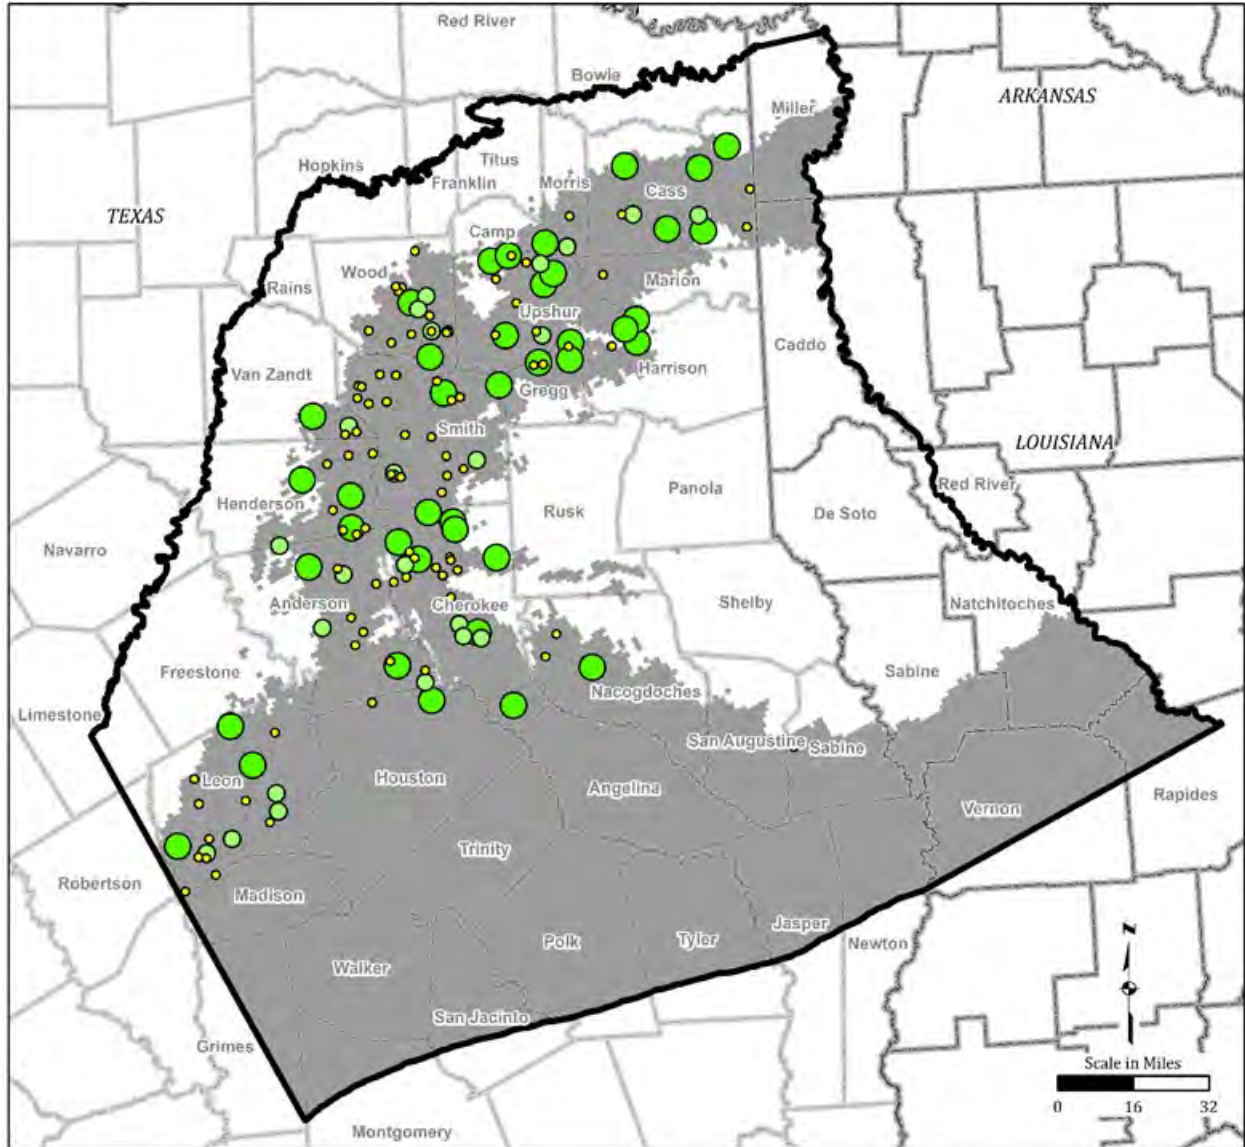 Red River
Bowie
ARKANSAS
Miller
Hopkins
Titus
Franklin
Morris
Cass
TEXAS
Camp
Wood
Rains
Marion
Upshur
Caddo
Van Zandt
Harrison
Gregg
Smith
LOUISIANA
Henderson
Panola
Red River
Rusk
De Soto
Navarro
Anderson
Cherokee
Shelby
Natchitoches
Freestone
Sabine
Nacogdoches
Limestone
San Augustine
Sabine
Leon
Houston
Angelina
Vernon
Rapides
Trinity
Robertson
Madison
Jasper
Polk
Tyler
Newton
N
Walker
San Jacinto
Grimes
Scale in Miles
0 16 32
Montgomery